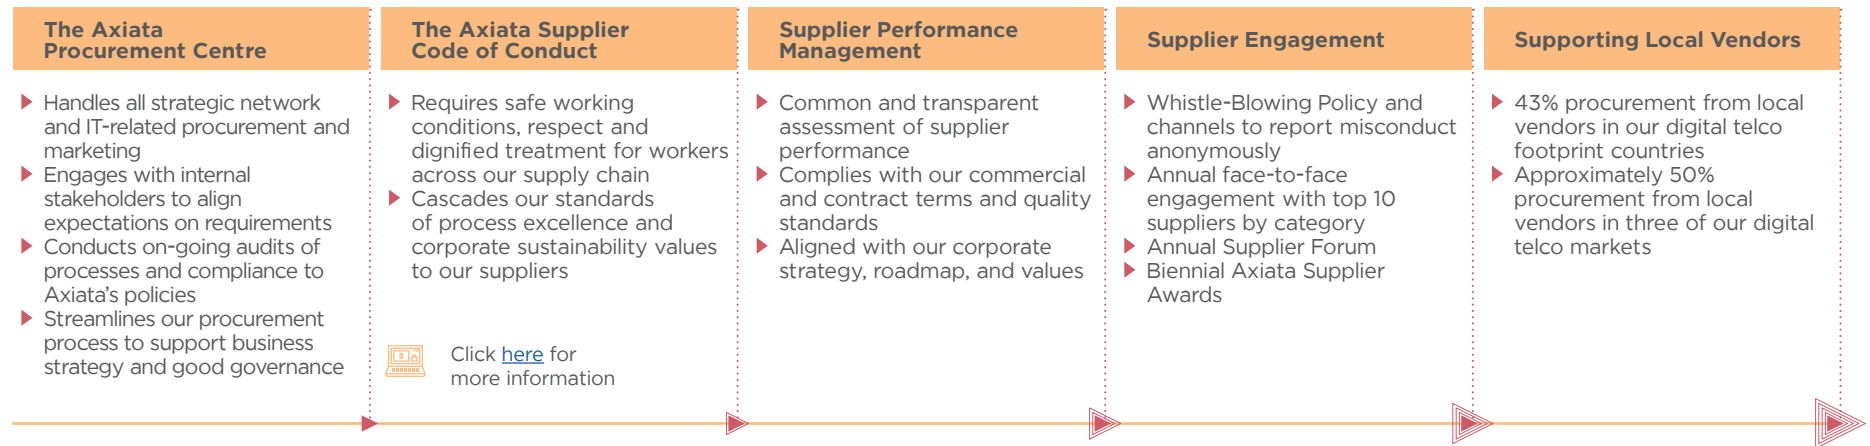 The Axiata
Procurement Centre
Handles all strategic network
and IT-related procurement and
marketing
Engages with internal
stakeholders to align
expectations on requirements
Conducts on-going audits of
processes and compliance to
Axiata's policies
Streamlines our procurement
process to support business
strategy and good governance
The Axiata Supplier
Code of Conduct
Requires safe working
conditions, respect and
dignified treatment for workers
across our supply chain
Cascades our standards
of process excellence and
corporate sustainability values
to our suppliers
Click here for
more information
Supplier Performance
Management
Common and transparent
assessment of supplier
performance
Complies with our commercial
and contract terms and quality
standards
Aligned with our corporate
strategy, roadmap, and values
Supplier Engagement
Whistle-Blowing Policy and
channels to report misconduct
anonymously
Annual face-to-face
engagement with top 10
suppliers by category
Annual Supplier Forum
Biennial Axiata Supplier
Awards
Supporting Local Vendors
43% procurement from local
vendors in our digital telco
footprint countries
Approximately 50%
procurement from local
vendors in three of our digital
telco markets